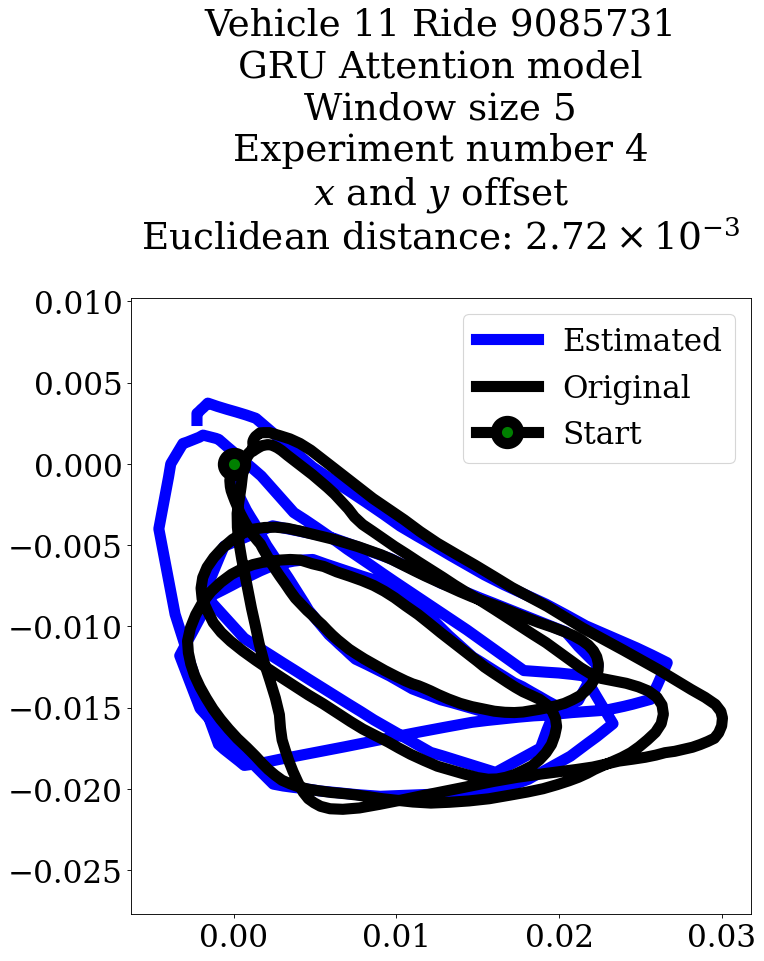 Vehicle 11 Ride 9085731
GRU Attention model
Window size 5
Experiment number 4
x and y offset
Euclidean distance: 2.72 × 10⁻³
Estimated
Original
Start
0.010
0.005
0.000
−0.005
−0.010
−0.015
−0.020
−0.025
0.00 0.01 0.02 0.03